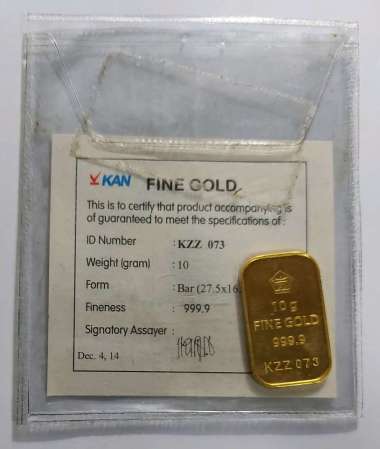 KAN FINE GOLD
This is to certify that product accompanying is
of guaranteed to meet the specifications of :
ID Number : KZZ 073
Weight (gram) : 10
Form : Bar (27.5x16.
Fineness : 999.9
Signatory Assayer :
Dec. 4, 14
10g
FINE GOLD
999.9
KZZ 073